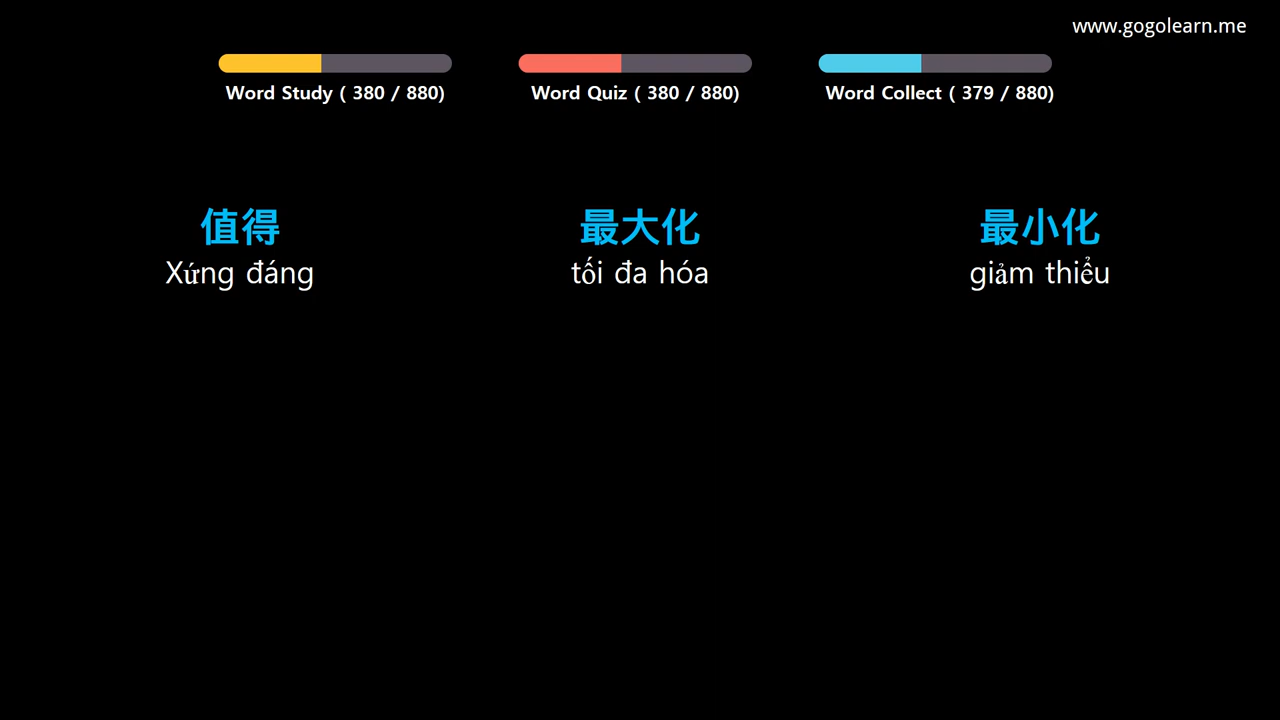 www.gogolearn.me
Word Study ( 380 / 880)
Word Quiz ( 380 / 880)
Word Collect ( 379 / 880)
值得
Xứng đáng
最大化
tối đa hóa
最小化
giảm thiểu